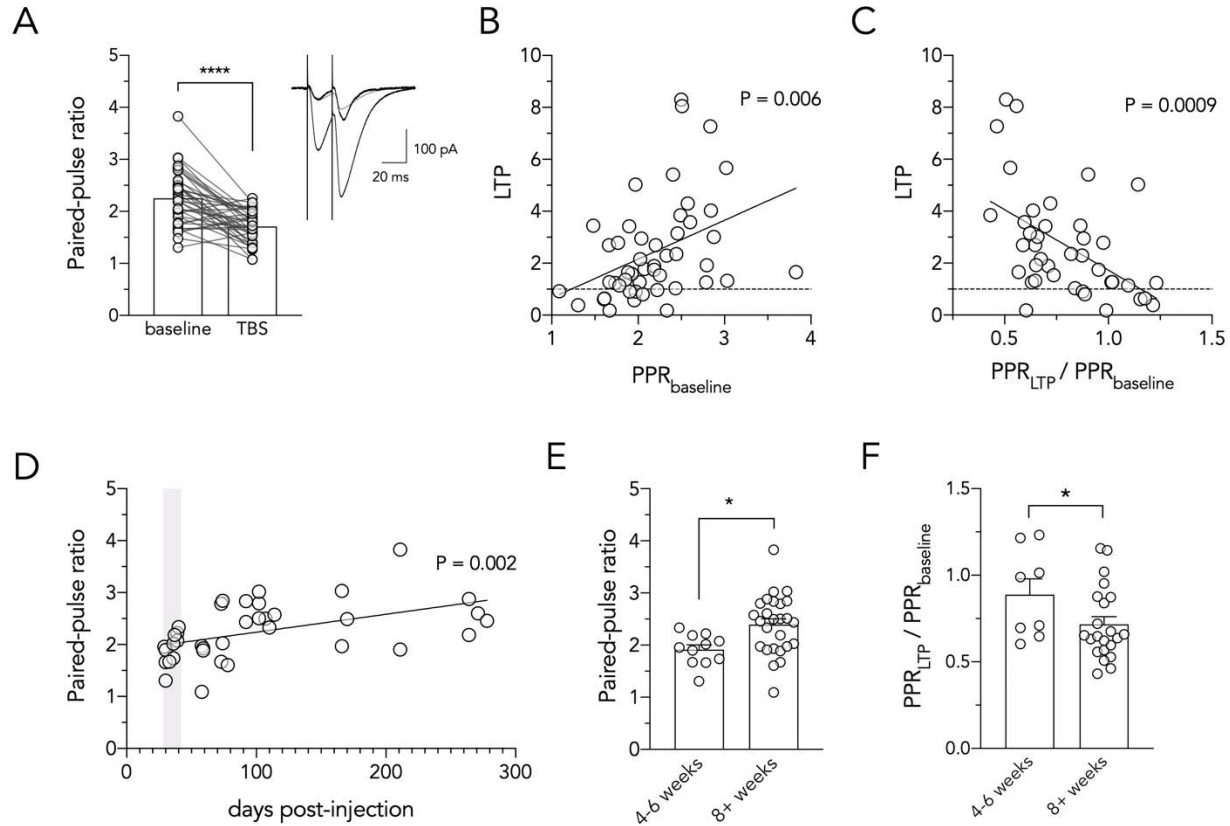 A
Paired-pulse ratio
5
4
3
2
1
0
****
baseline
TBS
100 pA
20 ms
B
LTP
10
8
6
4
2
0
P = 0.006
1
2
3
4
PPRbaseline
C
LTP
10
8
6
4
2
0
P = 0.0009
0.5
1.0
1.5
PPRLTP / PPRbaseline
D
Paired-pulse ratio
5
4
3
2
1
0
P = 0.002
0
100
200
300
days post-injection
E
Paired-pulse ratio
5
4
3
2
1
0
*
4-6 weeks
8+ weeks
F
PPRLTP / PPRbaseline
1.5
1.0
0.5
0.0
*
4-6 weeks
8+ weeks